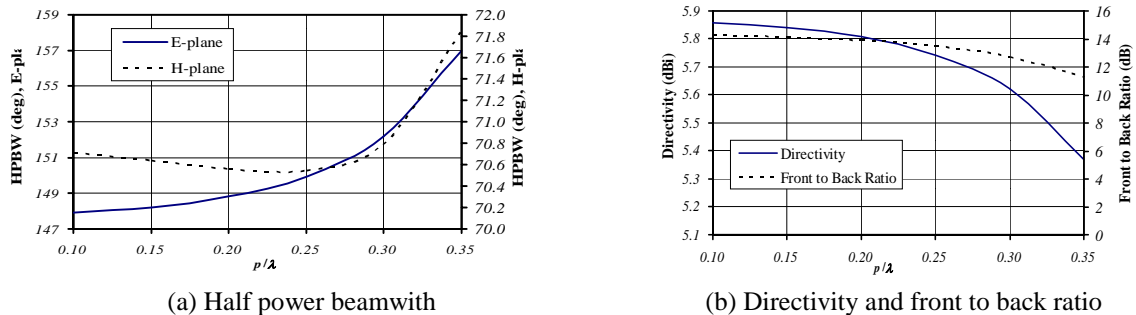 159
157
155
153
151
149
147
HPBW (deg), E-pla
E-plane
H-plane
72.0
71.8
71.6
71.4
71.2
71.0
70.8
70.6
70.4
70.2
70.0
HPBW (deg), H-pla
0.10 0.15 0.20 0.25 0.30 0.35
p/λ
(a) Half power beamwith
5.9
5.8
5.7
5.6
5.5
5.4
5.3
5.2
5.1
Directivity (dBi)
Directivity
Front to Back Ratio
16
14
12
10
8
6
4
2
0
Front to Back Ratio (dB)
0.10 0.15 0.20 0.25 0.30 0.35
p/λ
(b) Directivity and front to back ratio